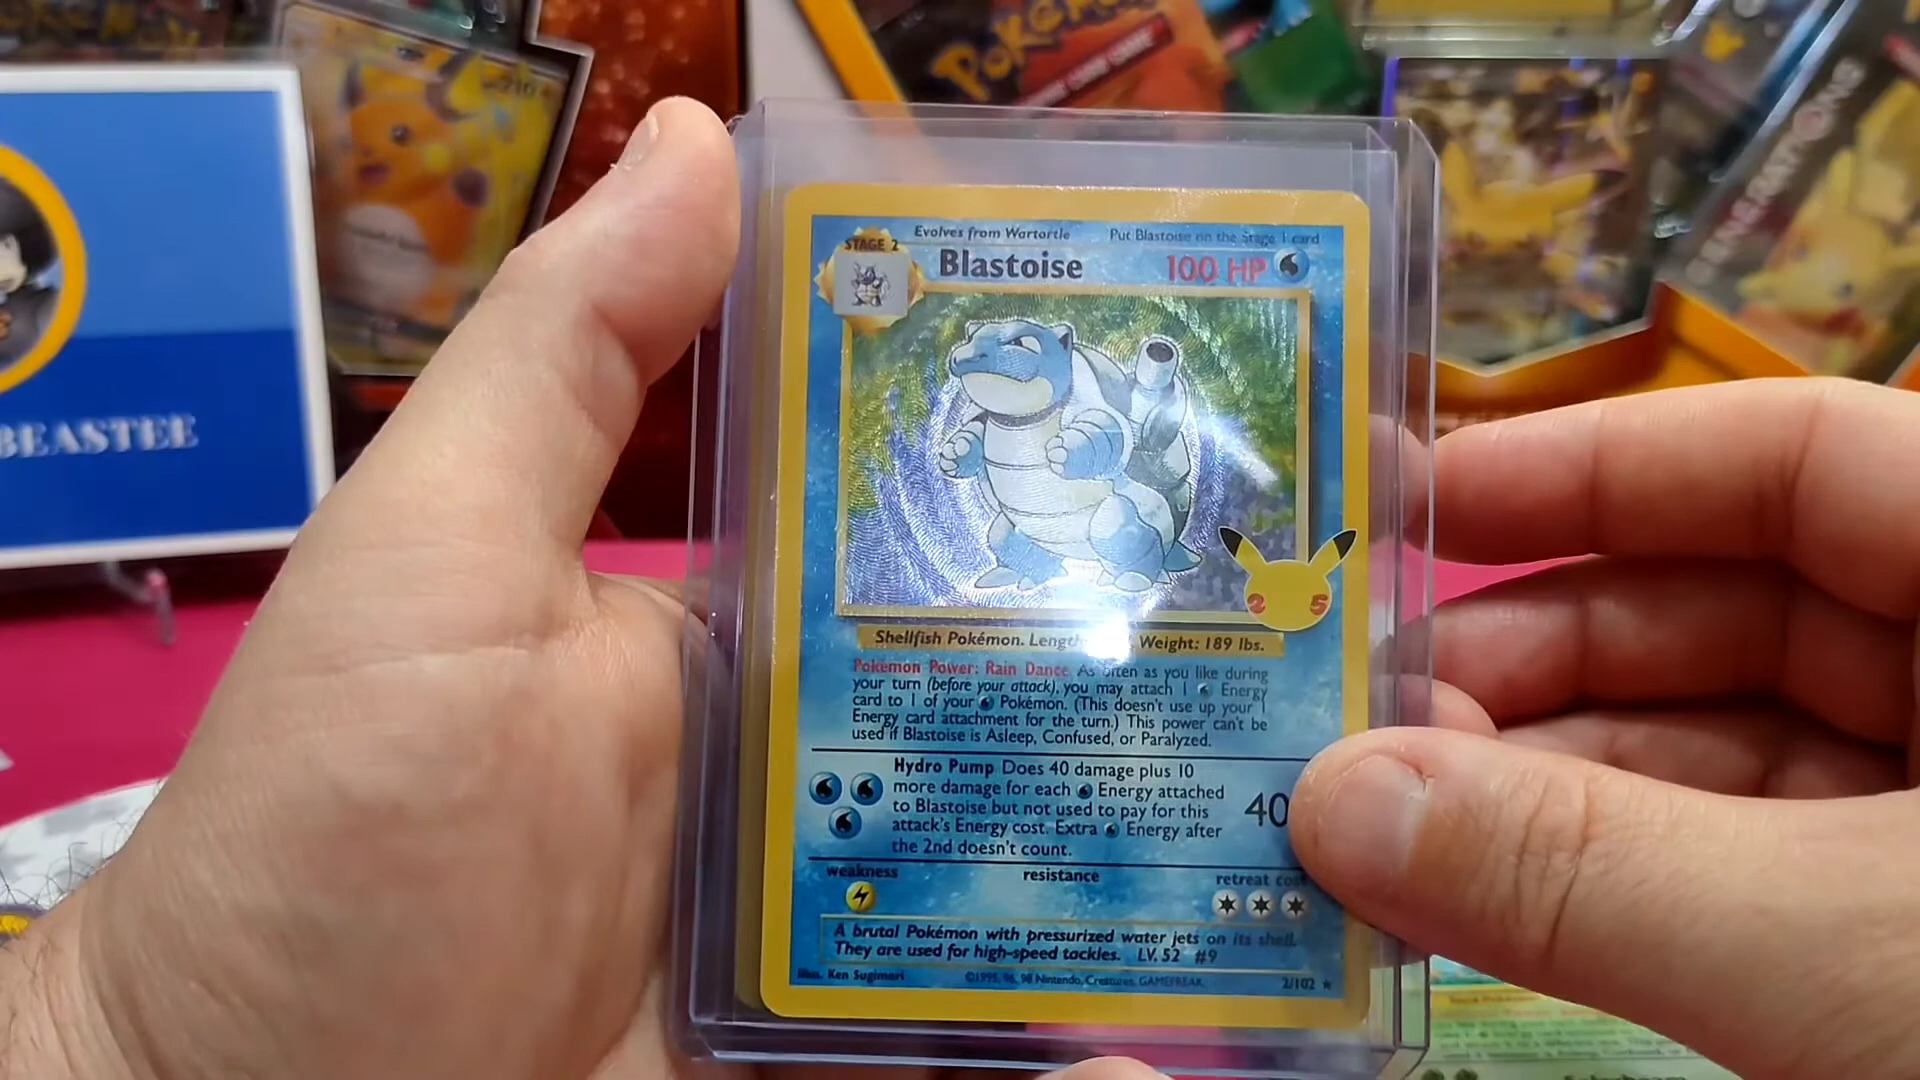 POKÉMON
GENERATIONS
210
BEASTEE
Evolves from Wartortle
Put Blastoise on the Stage 1 card
STAGE 2
Blastoise
100 HP
2 5
Shellfish Pokémon. Length Weight: 189 lbs.
Pokémon Power: Rain Dance As often as you like during
your turn (before your attack), you may attach 1 Energy
card to 1 of your Pokémon. (This doesn't use up your 1
Energy card attachment for the turn.) This power can't be
used if Blastoise is Asleep, Confused, or Paralyzed.
Hydro Pump Does 40 damage plus 10
more damage for each Energy attached
to Blastoise but not used to pay for this
attack's Energy cost. Extra Energy after
the 2nd doesn't count.
40
weakness
resistance
retreat cost
A brutal Pokémon with pressurized water jets on its shell.
They are used for high-speed tackles. LV. 52 #9
Illus. Ken Sugimori
©1995, 96, 98 Nintendo, Creatures, GAMEFREAK.
2/102